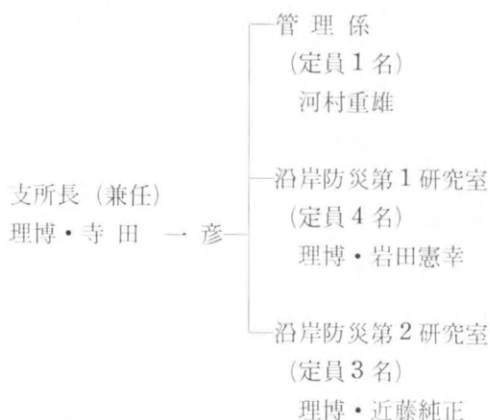 管理係
(定員1名)
河村重雄
支所長（兼任）
理博・寺田一彦
沿岸防災第1研究室
(定員4名)
理博・岩田憲幸
沿岸防災第2研究室
(定員3名)
理博・近藤純正